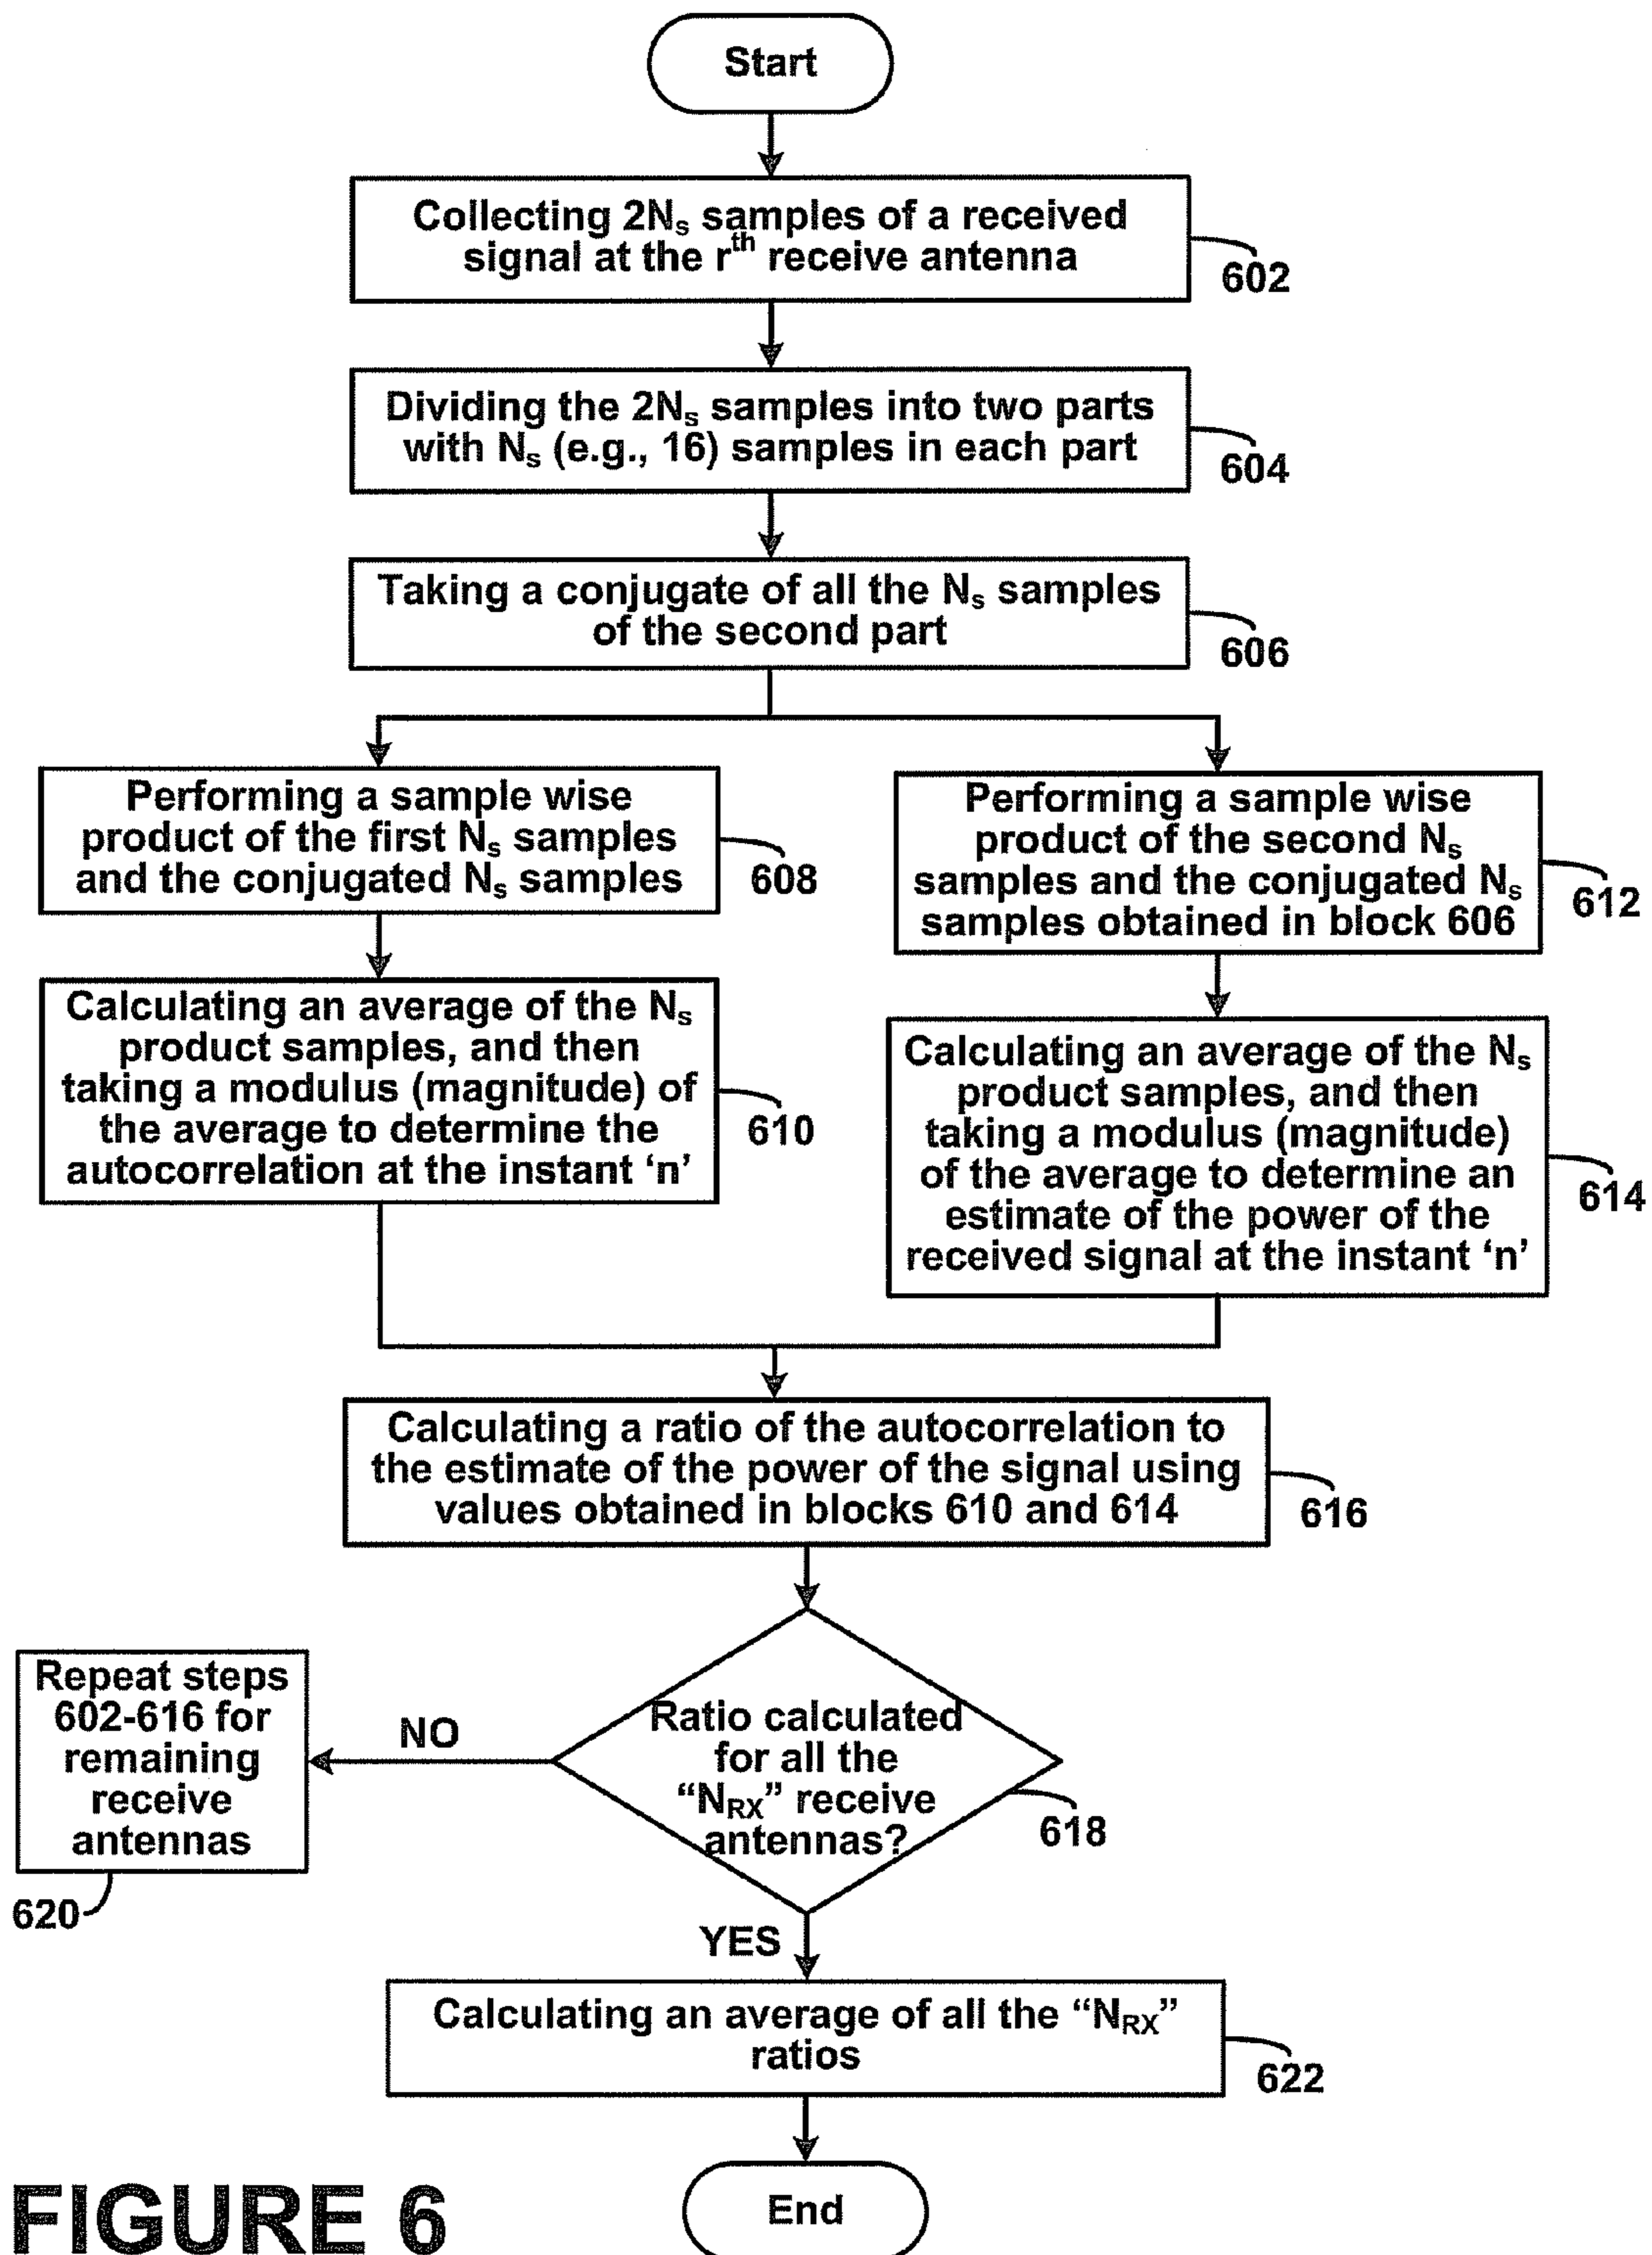 Start
Collecting 2Nₛ samples of a received
signal at the rᵗʰ receive antenna
602
Dividing the 2Nₛ samples into two parts
with Nₛ (e.g., 16) samples in each part
604
Taking a conjugate of all the Nₛ samples
of the second part
606
Performing a sample wise
product of the first Nₛ samples
and the conjugated Nₛ samples
608
Performing a sample wise
product of the second Nₛ
samples and the conjugated Nₛ
samples obtained in block 606
612
Calculating an average of the Nₛ
product samples, and then
taking a modulus (magnitude) of
the average to determine the
autocorrelation at the instant ‘n’
610
Calculating an average of the Nₛ
product samples, and then
taking a modulus (magnitude)
of the average to determine an
estimate of the power of the
received signal at the instant ‘n’
614
Calculating a ratio of the autocorrelation to
the estimate of the power of the signal using
values obtained in blocks 610 and 614
616
Ratio calculated
for all the
“N_RX” receive
antennas?
618
NO
Repeat steps
602-616 for
remaining
receive
antennas
620
YES
Calculating an average of all the “N_RX”
ratios
622
End
FIGURE 6